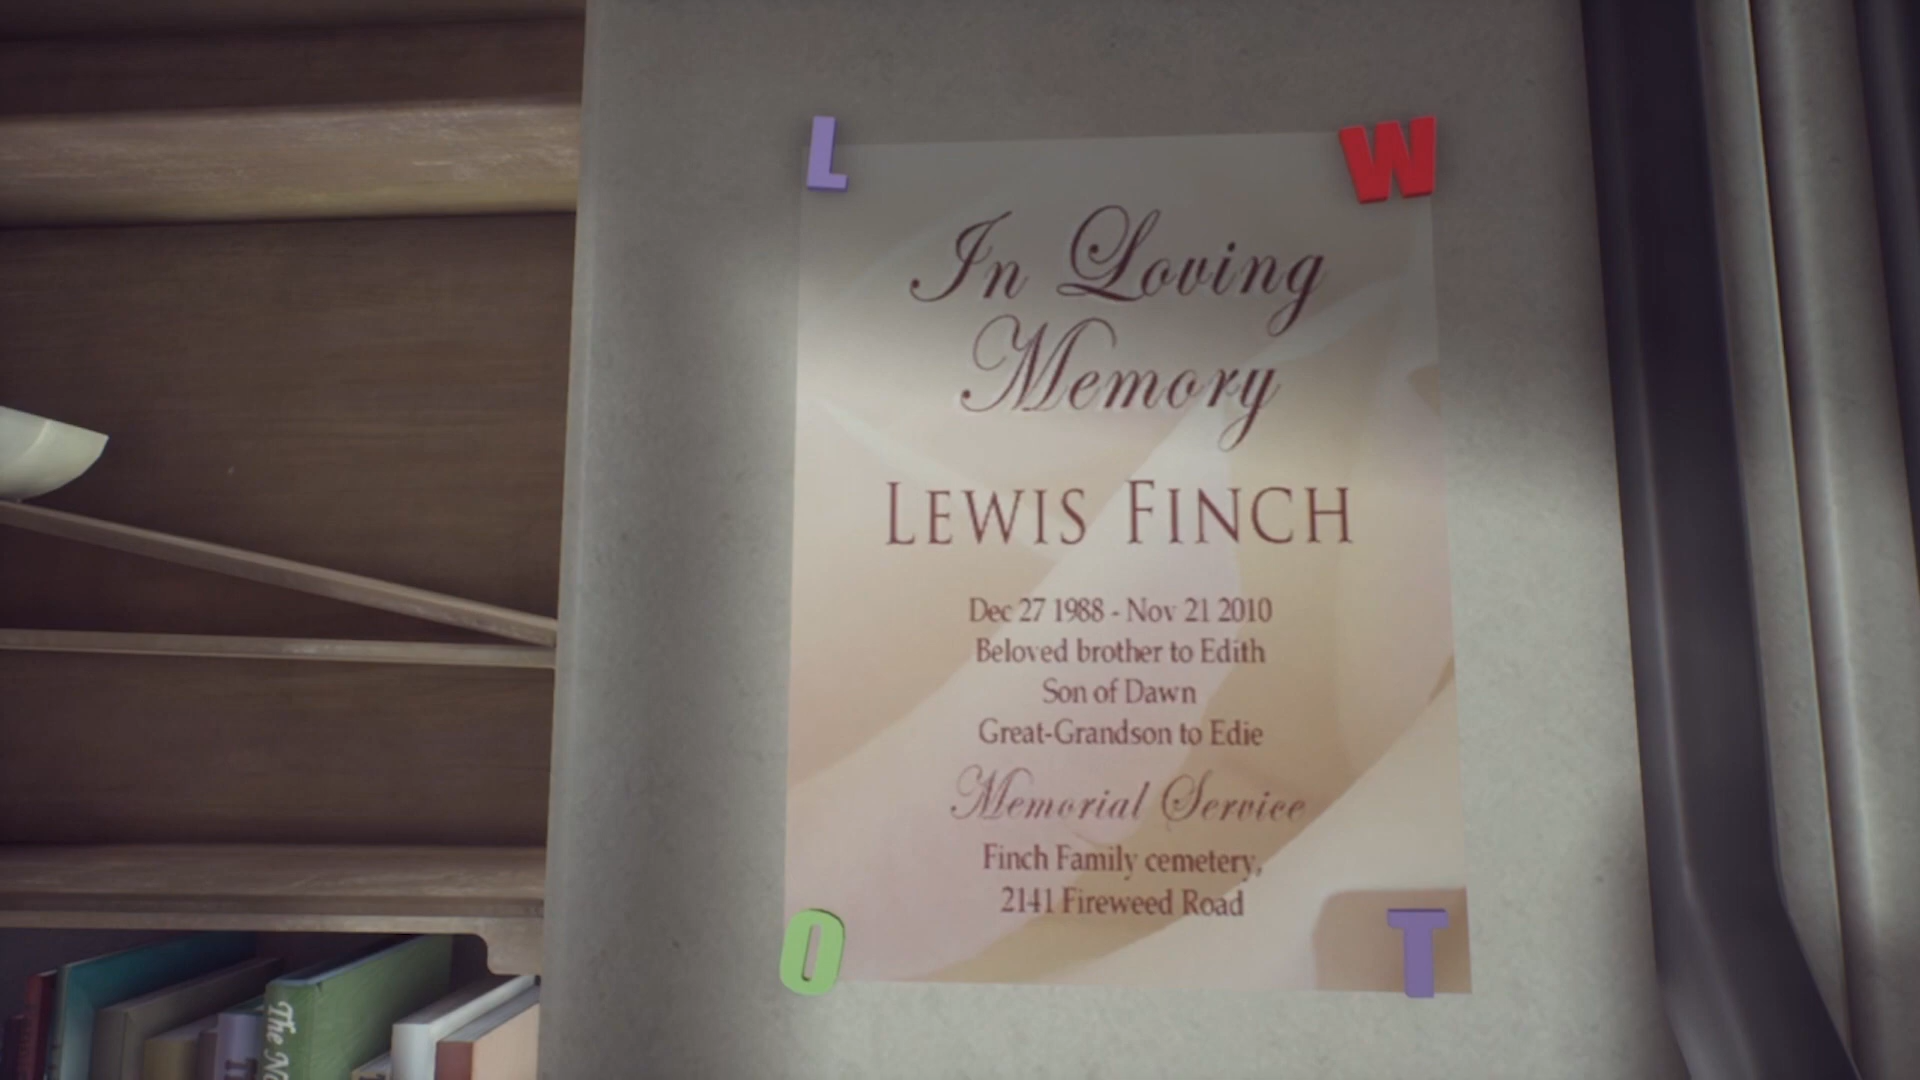 L W
In Loving
Memory
LEWIS FINCH
Dec 27 1988 - Nov 21 2010
Beloved brother to Edith
Son of Dawn
Great-Grandson to Edie
Memorial Service
Finch Family cemetery,
2141 Fireweed Road
O T
The